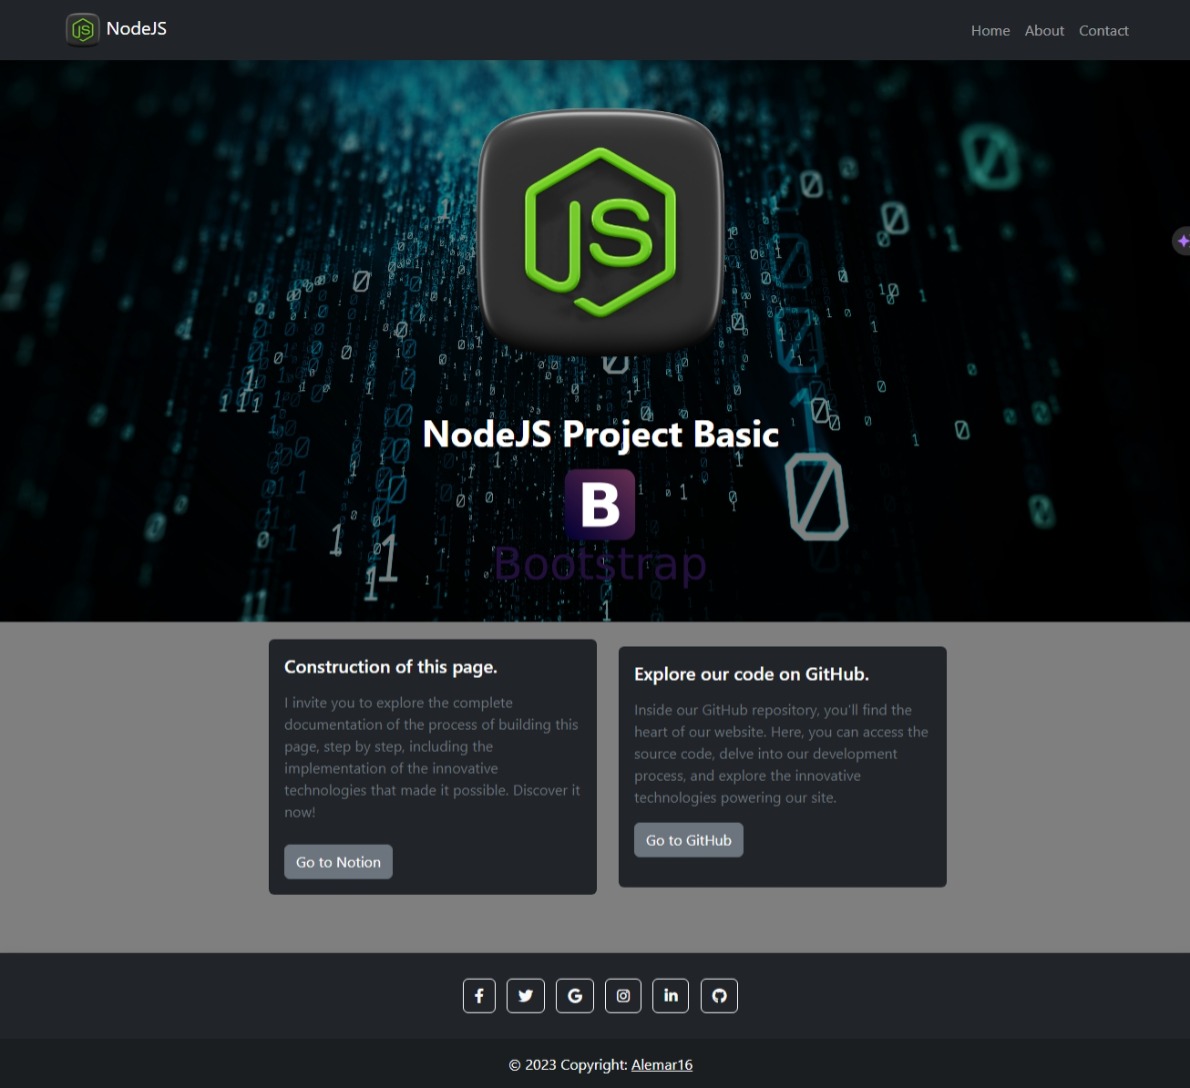 NodeJS
Home About Contact
JS
NodeJS Project Basic
B
Bootstrap
Construction of this page.
I invite you to explore the complete
documentation of the process of building this
page, step by step, including the
implementation of the innovative
technologies that made it possible. Discover it
now!
Go to Notion
Explore our code on GitHub.
Inside our GitHub repository, you'll find the
heart of our website. Here, you can access the
source code, delve into our development
process, and explore the innovative
technologies powering our site.
Go to GitHub
© 2023 Copyright: Alemar16